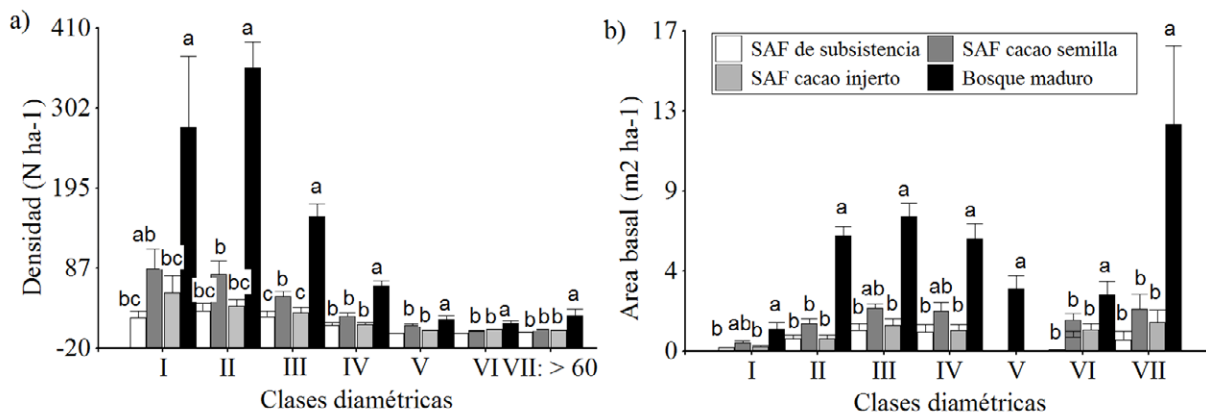 a)
Densidad (N ha-1)
410
302
195
87
-20
bc ab bc a
bc b bc a
c b c a
b b b a
b b b a
b b b a
b b b a
I II III IV V VI VII: > 60
Clases diamétricas
b)
Area basal (m2 ha-1)
17
13
9
4
0
SAF de subsistencia
SAF cacao semilla
SAF cacao injerto
Bosque maduro
b ab b a
b b b a
b ab b a
b ab b a
a
b b b a
b b b a
I II III IV V VI VII
Clases diamétricas